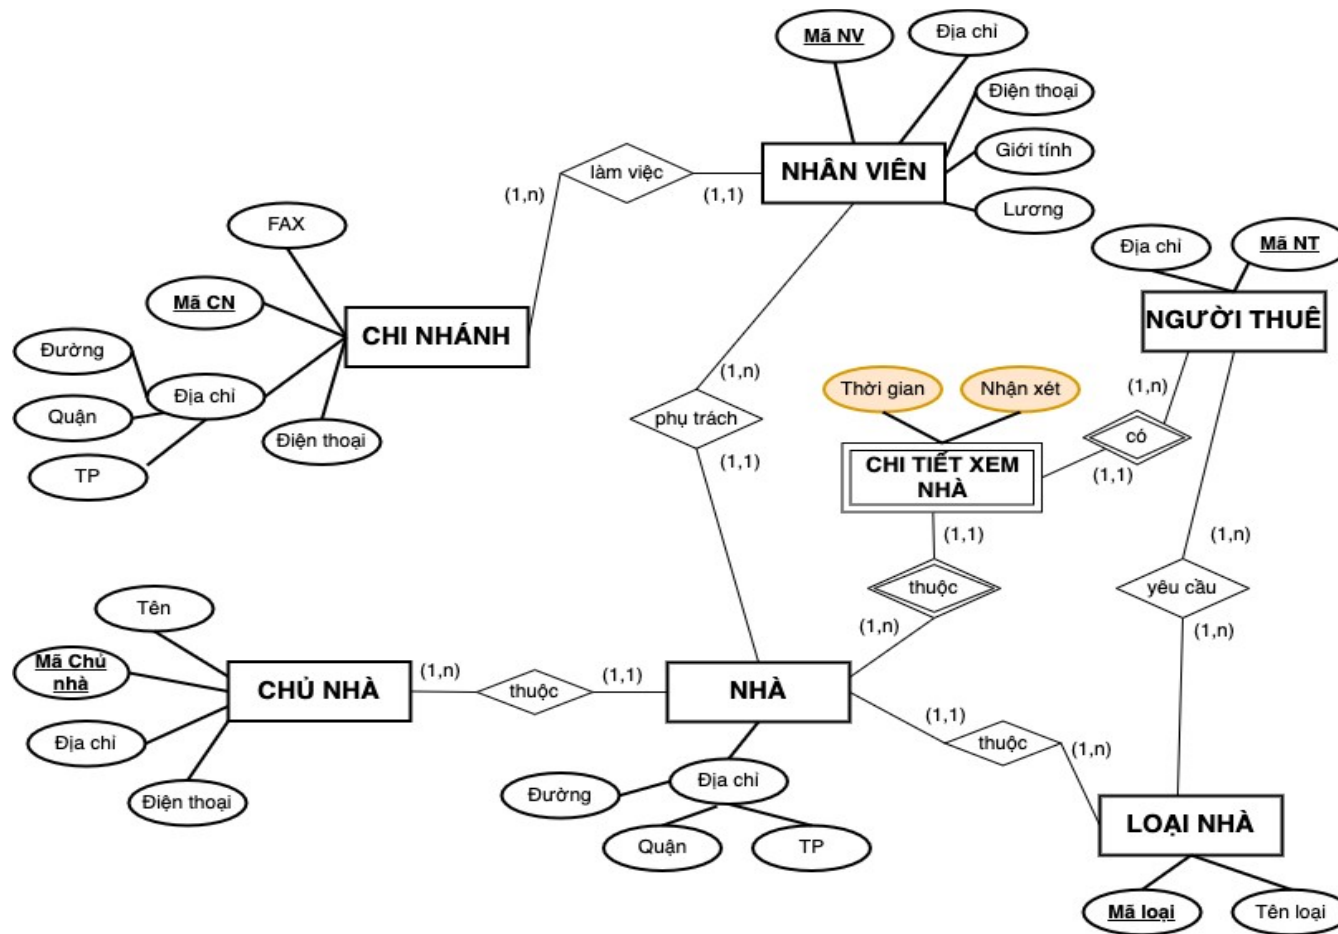 Mã NV
Địa chỉ
Điện thoại
Giới tính
Lương
NHÂN VIÊN
làm việc
(1,n)
(1,1)
FAX
Mã CN
Đường
Địa chỉ
Quận
TP
Điện thoại
CHI NHÁNH
Địa chỉ
Mã NT
NGƯỜI THUÊ
(1,n)
phụ trách
(1,1)
Thời gian
Nhận xét
CHI TIẾT XEM
NHÀ
(1,n)
có
(1,1)
(1,1)
thuộc
(1,n)
(1,n)
yêu cầu
(1,n)
Tên
Mã Chủ
nhà
Địa chỉ
Điện thoại
CHỦ NHÀ
(1,n)
thuộc
(1,1)
NHÀ
Địa chỉ
Đường
Quận
TP
(1,1)
thuộc
(1,n)
LOẠI NHÀ
Mã loại
Tên loại